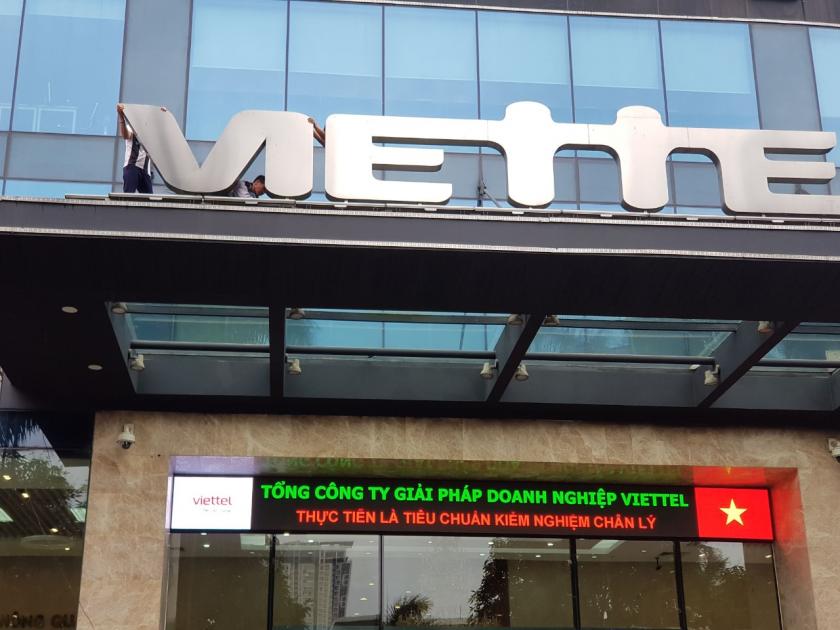 VIETTE
viettel
TỔNG CÔNG TY GIẢI PHÁP DOANH NGHIỆP VIETTEL
THỰC TIỄN LÀ TIÊU CHUẨN KIỂM NGHIỆM CHÂN LÝ